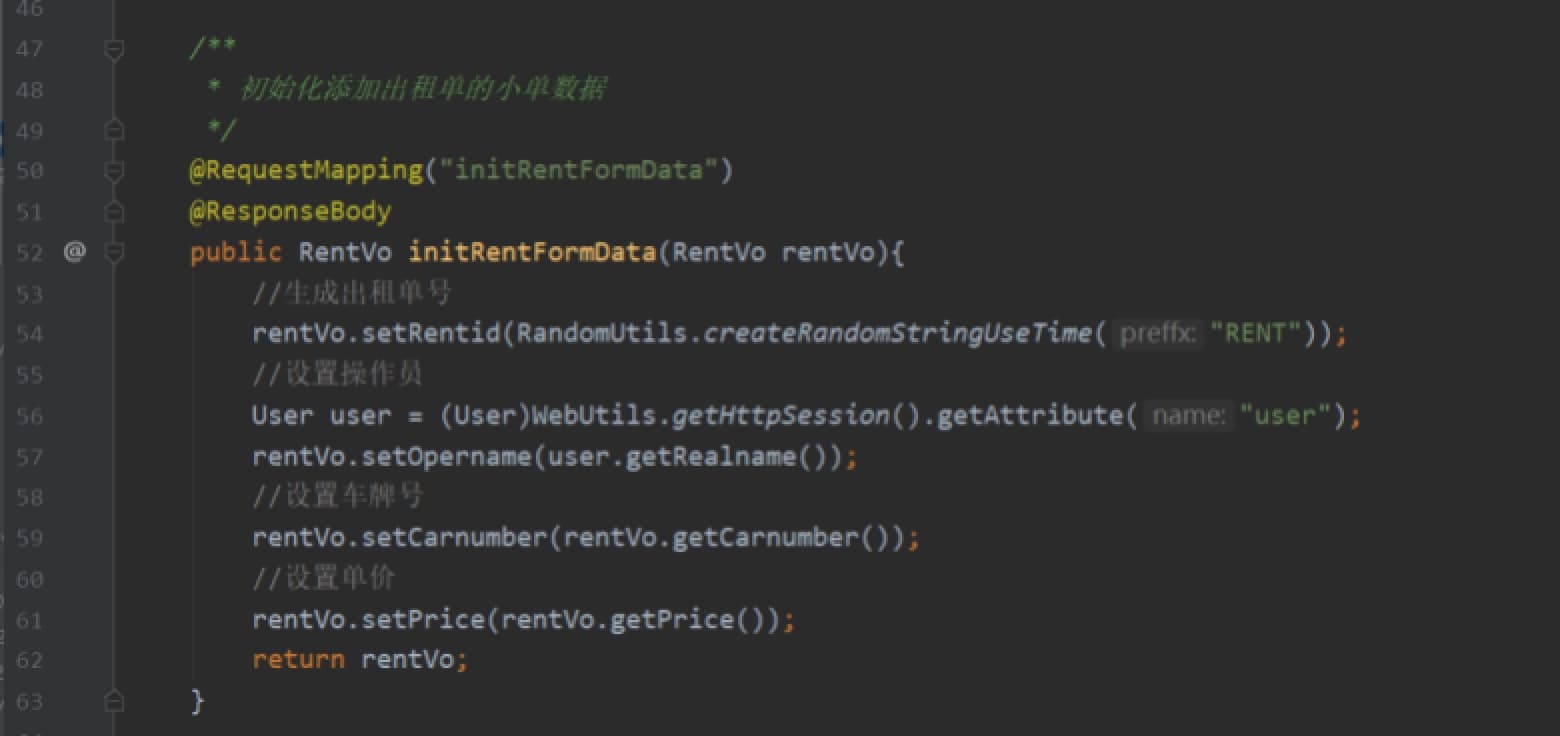 46
47 /**
48 * 初始化添加出租单的小单数据
49 */
50 @RequestMapping("initRentFormData")
51 @ResponseBody
52 @ public RentVo initRentFormData(RentVo rentVo){
53 //生成出租单号
54 rentVo.setRentid(RandomUtils.createRandomStringUseTime( preffx: "RENT"));
55 //设置操作员
56 User user = (User)WebUtils.getHttpSession().getAttribute( name: "user");
57 rentVo.setOpername(user.getRealname());
58 //设置车牌号
59 rentVo.setCarnumber(rentVo.getCarnumber());
60 //设置单价
61 rentVo.setPrice(rentVo.getPrice());
62 return rentVo;
63 }